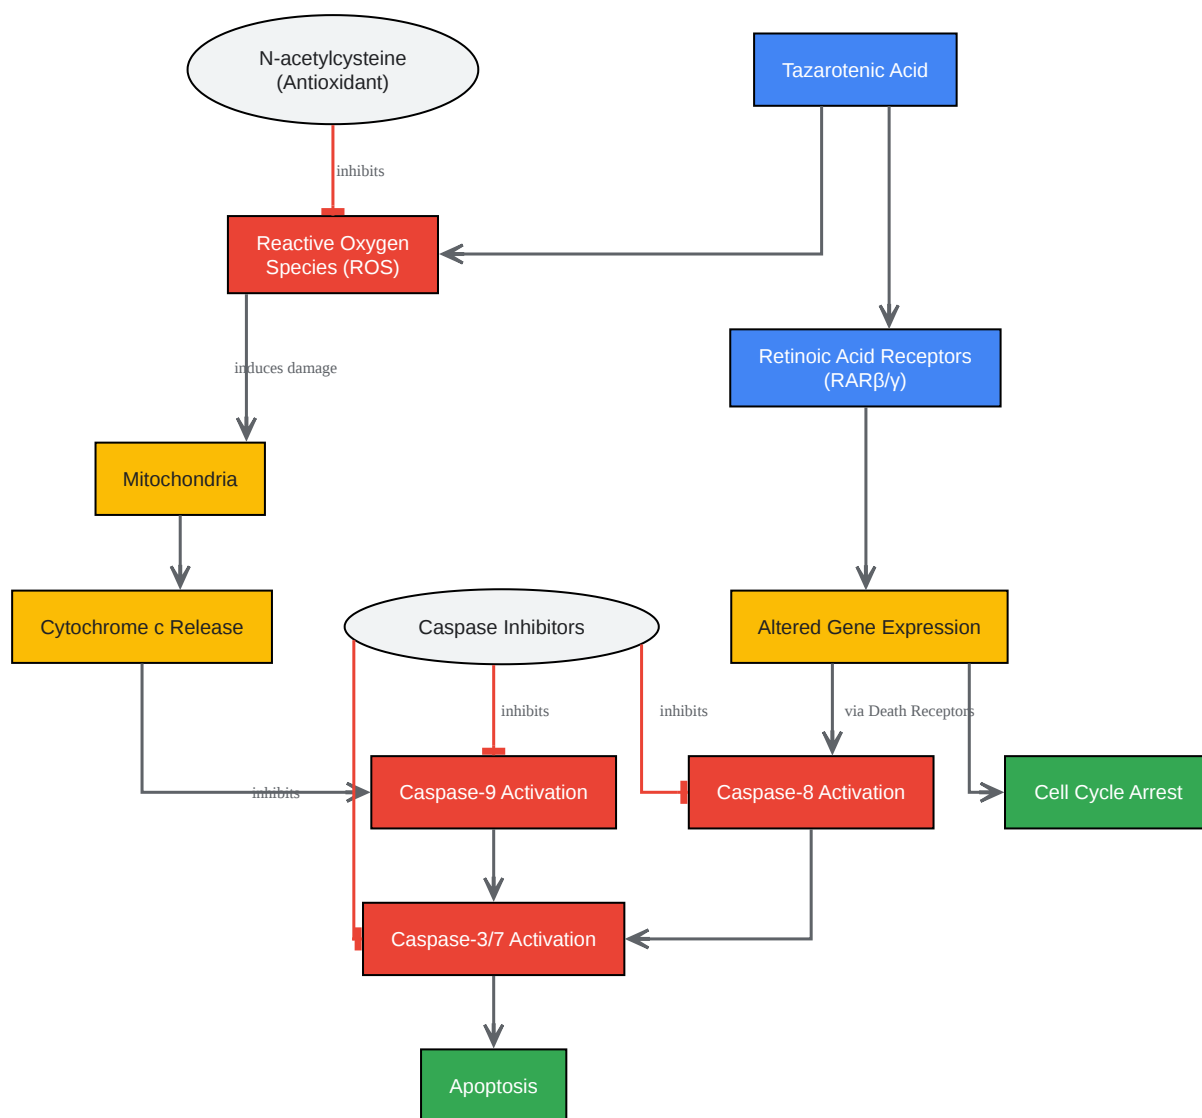 N-acetylcysteine
(Antioxidant)
Tazarotenic Acid
inhibits
Reactive Oxygen
Species (ROS)
induces damage
Retinoic Acid Receptors
(RARβ/γ)
Mitochondria
Cytochrome c Release
Caspase Inhibitors
Altered Gene Expression
inhibits
inhibits
via Death Receptors
inhibits
Caspase-9 Activation
Caspase-8 Activation
Cell Cycle Arrest
Caspase-3/7 Activation
Apoptosis